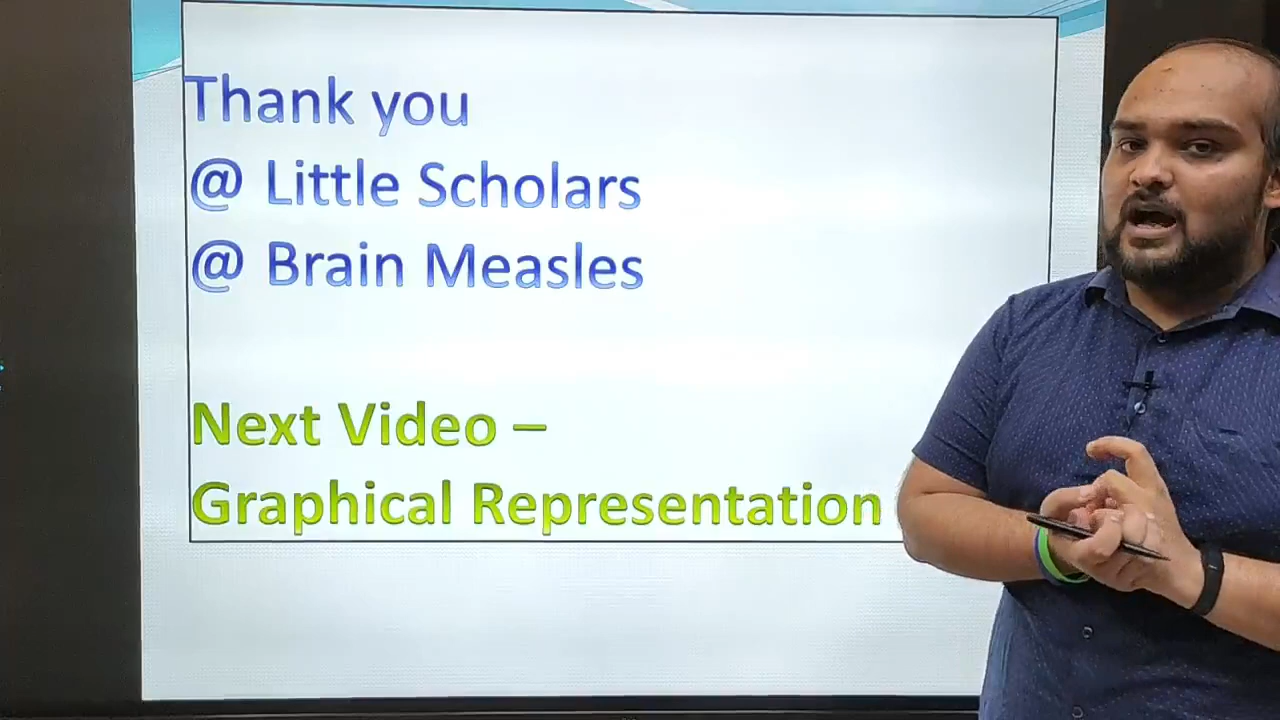 Thank you
@ Little Scholars
@ Brain Measles
Next Video –
Graphical Representation